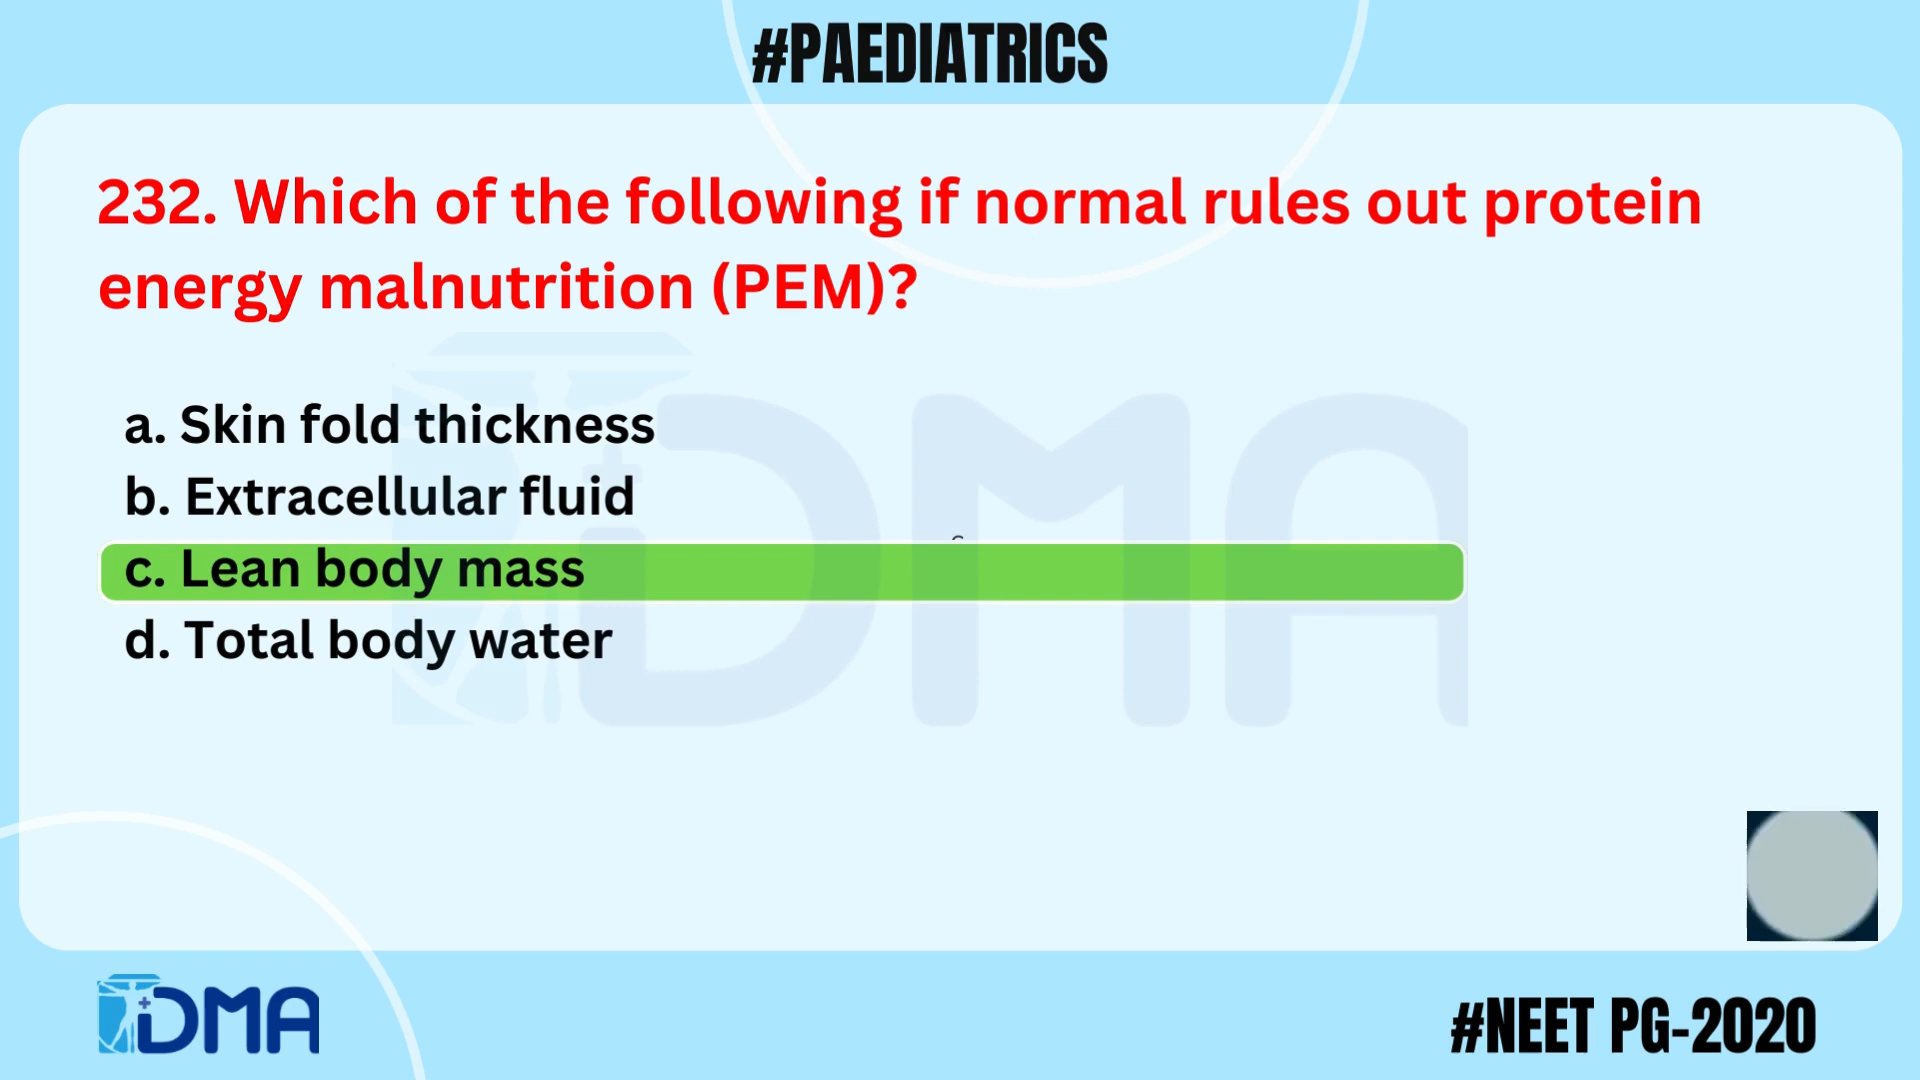 #PAEDIATRICS
232. Which of the following if normal rules out protein
energy malnutrition (PEM)?
a. Skin fold thickness
b. Extracellular fluid
c. Lean body mass
d. Total body water
DMA
DMA
#NEET PG-2020